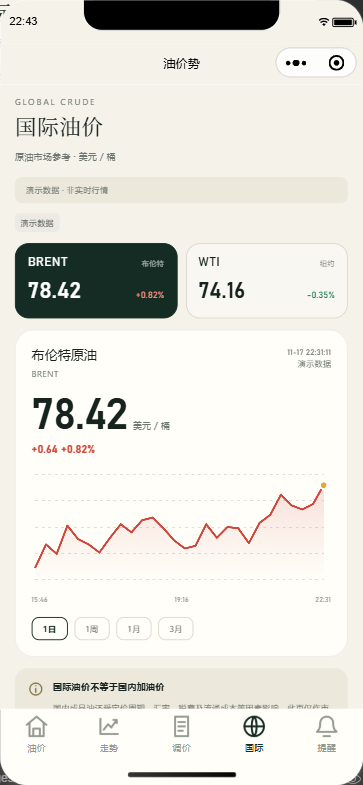 22:43
油价势
GLOBAL CRUDE
国际油价
原油市场参考 · 美元 / 桶
演示数据 · 非实时行情
演示数据
BRENT 布伦特
78.42 +0.82%
WTI 纽约
74.16 -0.35%
布伦特原油 11-17 22:31:11
BRENT 演示数据
78.42 美元 / 桶
+0.64 +0.82%
15:46 19:16 22:31
1日 1周 1月 3月
国际油价不等于国内加油价
油价 走势 调价 国际 提醒